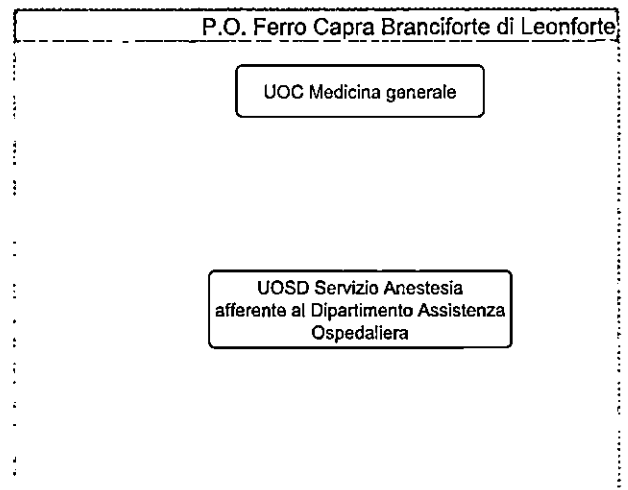 P.O. Ferro Capra Branciforte di Leonforte
UOC Medicina generale
UOSD Servizio Anestesia
afferente al Dipartimento Assistenza
Ospedaliera